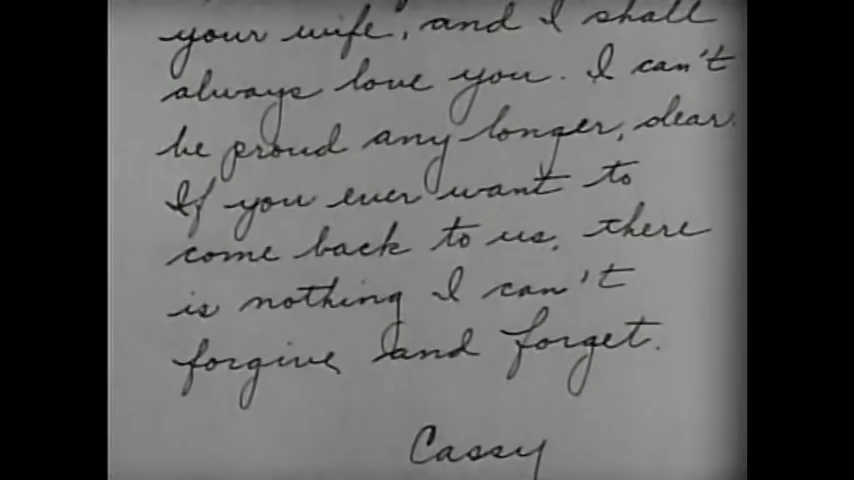 your wife, and I shall
always love you. I can't
be proud any longer, dear.
If you ever want to
come back to us, there
is nothing I can't
forgive and forget.
Cassy